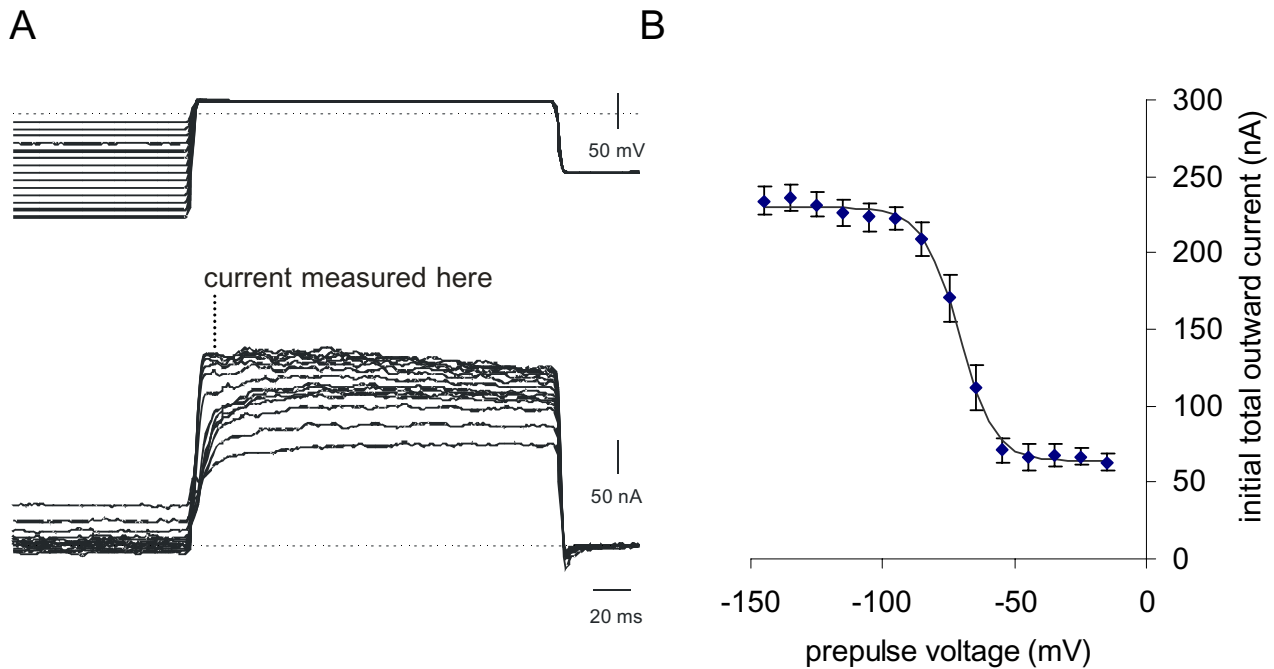 A
50 mV
current measured here
50 nA
20 ms
B
300
250
200
150
100
50
0
initial total outward current (nA)
-150
-100
-50
0
prepulse voltage (mV)